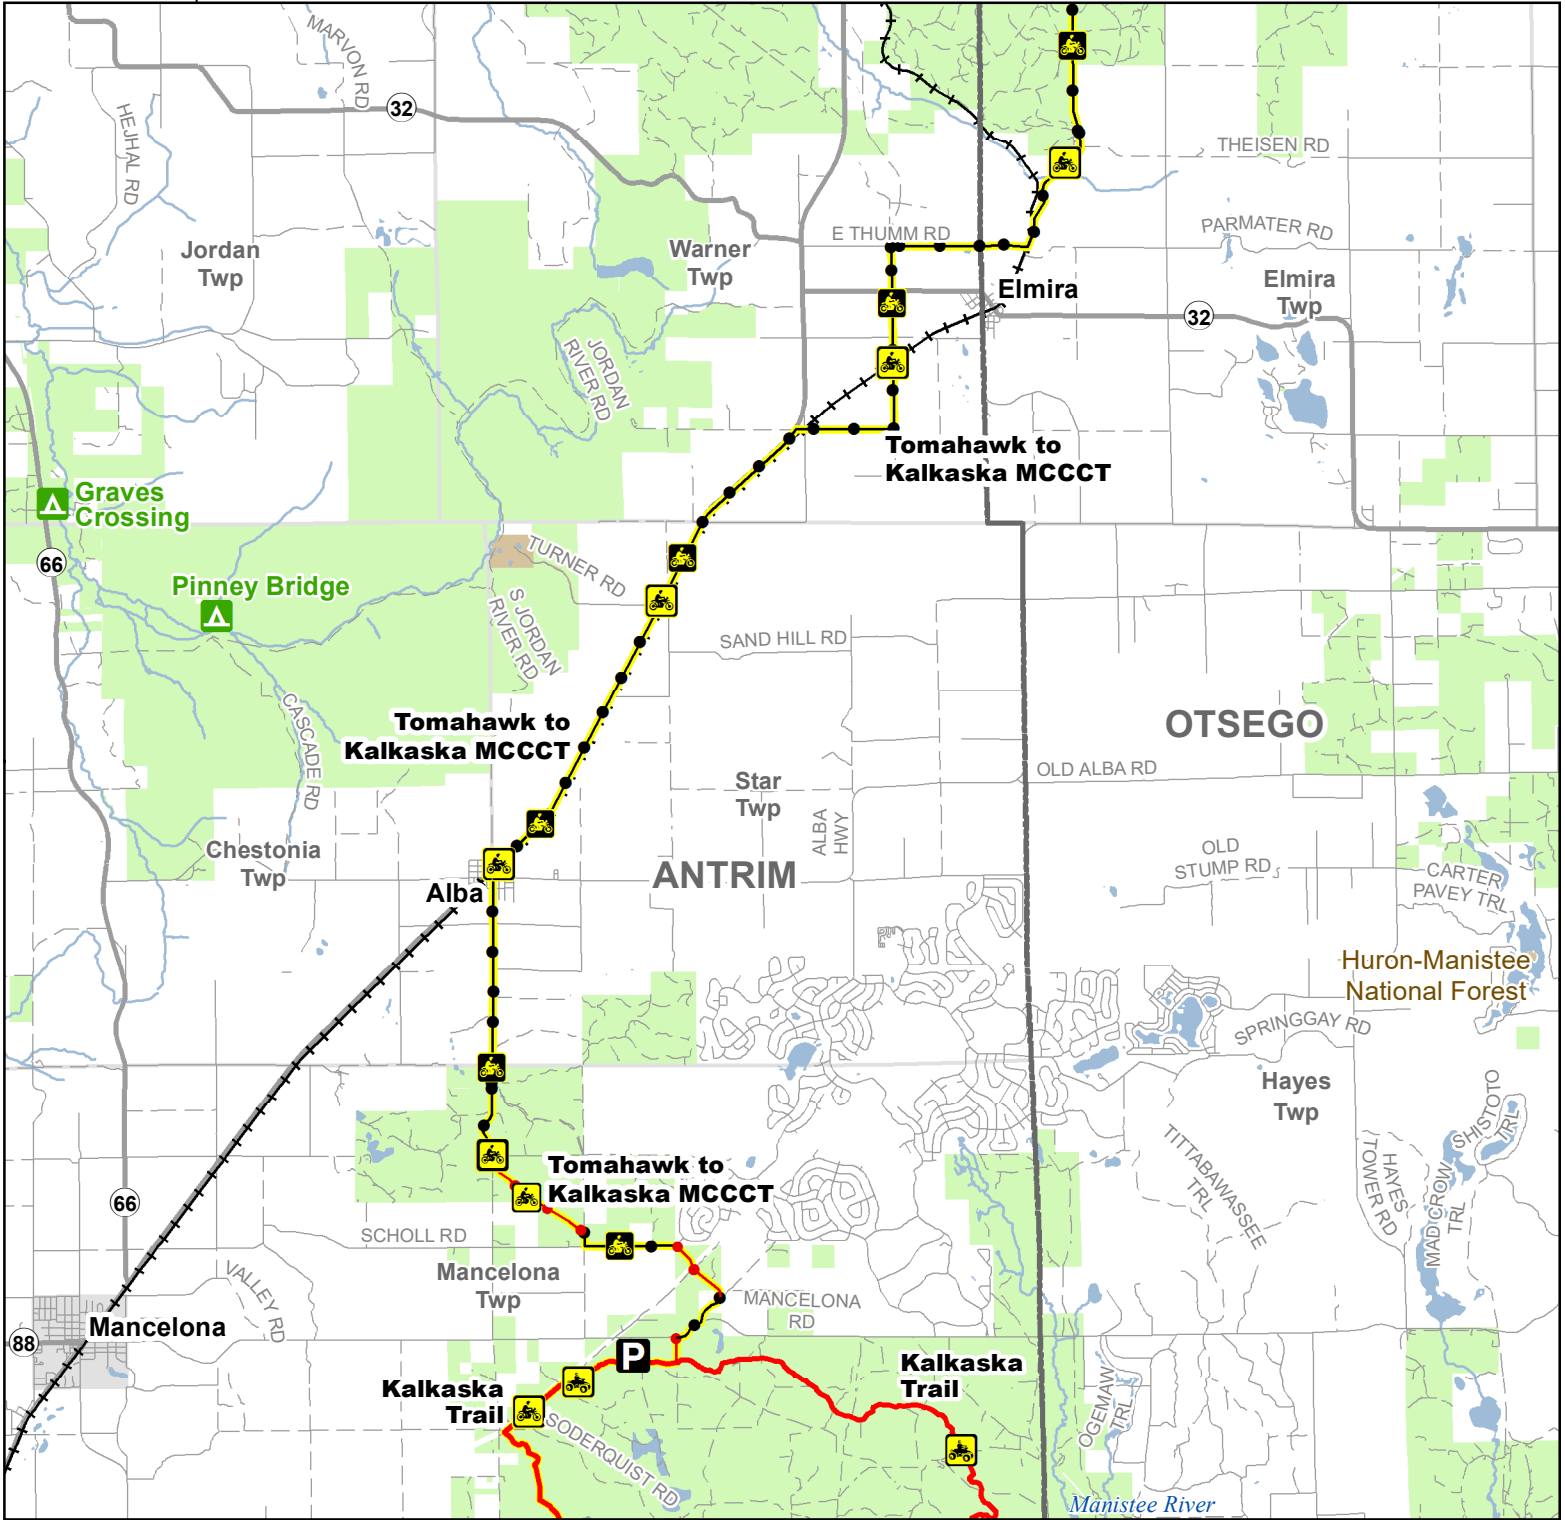 MARVON RD
HEJHAL RD
32
THEISEN RD
PARMATER RD
E THUMM RD
Jordan
Twp
Warner
Twp
Elmira
Elmira
Twp
32
JORDAN
RIVER RD
Tomahawk to
Kalkaska MCCCT
Graves
Crossing
66
TURNER RD
Pinney Bridge
S JORDAN
RIVER RD
SAND HILL RD
CASCADE RD
Tomahawk to
Kalkaska MCCCT
OTSEGO
OLD ALBA RD
Star
Twp
ALBA
HWY
Chestonia
Twp
OLD
STUMP RD
ANTRIM
CARTER
PAVEY TRL
Alba
Huron-Manistee
National Forest
SPRINGGAY RD
Hayes
Twp
SHISTOTO
TRL
TITTABAWASSEE
TRL
HAYES
TOWER RD
MAD CROW
TRL
Tomahawk to
Kalkaska MCCCT
66
SCHOLL RD
VALLEY RD
Mancelona
Twp
MANCELONA
RD
Mancelona
88
P
Kalkaska
Trail
Kalkaska
Trail
SODERQUIST RD
OGEMAW
TRL
Manistee River